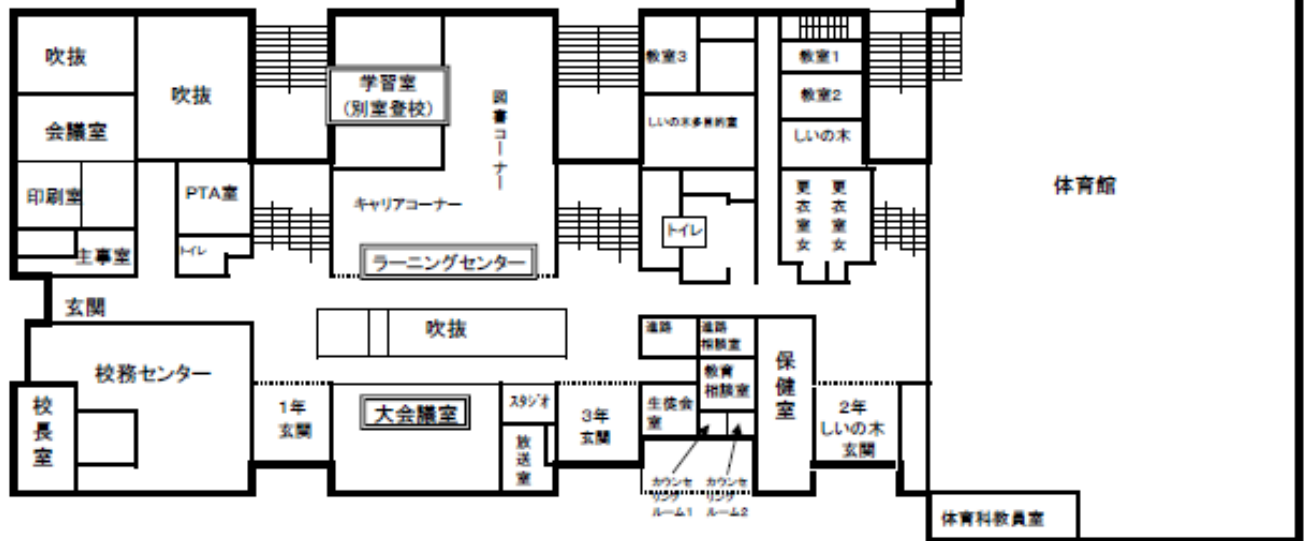 吹抜
吹抜
会議室
印刷室
PTA室
トイレ
主事室
玄関
学習室
(別室登校)
図書コーナー
キャリアコーナー
ラーニングセンター
吹抜
教室3
しいの木多目的室
トイレ
教室1
教室2
しいの木
更衣室女
更衣室女
体育館
校務センター
校長室
1年
玄関
大会議室
スタジオ
放送室
3年
玄関
進路
進路
相談室
教育
相談室
生徒会
室
カウンセ
リング
ルーム1
カウンセ
リング
ルーム2
保健室
2年
しいの木
玄関
体育科教員室